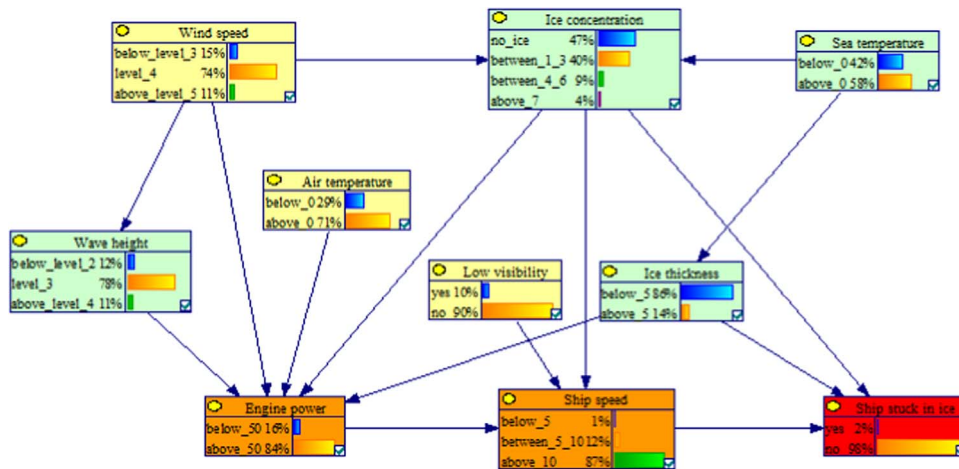 Wind speed
below_level_3 15%
level_4 74%
above_level_5 11%
Ice concentration
no_ice 47%
between_1_3 40%
between_4_6 9%
above_7 4%
Sea temperature
below_0 42%
above_0 58%
Air temperature
below_0 29%
above_0 71%
Wave height
below_level_2 12%
level_3 78%
above_level_4 11%
Low visibility
yes 10%
no 90%
Ice thickness
below_5 86%
above_5 14%
Engine power
below_50 16%
above_50 84%
Ship speed
below_5 1%
between_5_10 12%
above_10 87%
Ship stuck in ice
yes 2%
no 98%